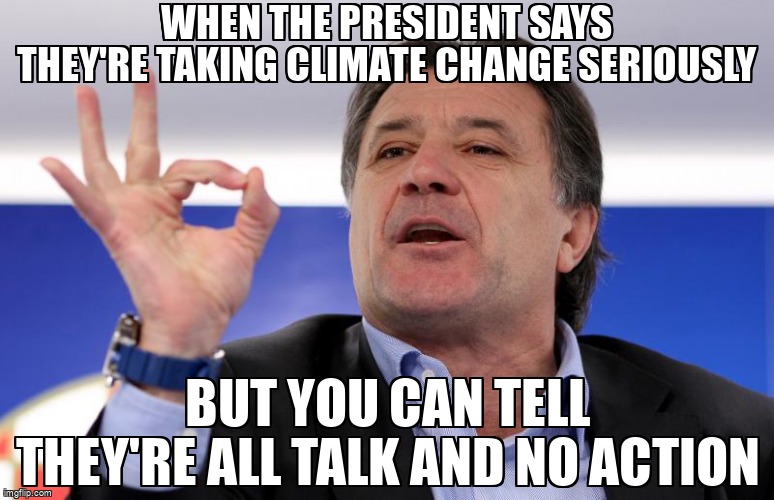 WHEN THE PRESIDENT SAYS
THEY'RE TAKING CLIMATE CHANGE SERIOUSLY
BUT YOU CAN TELL
THEY'RE ALL TALK AND NO ACTION
imgflip.com